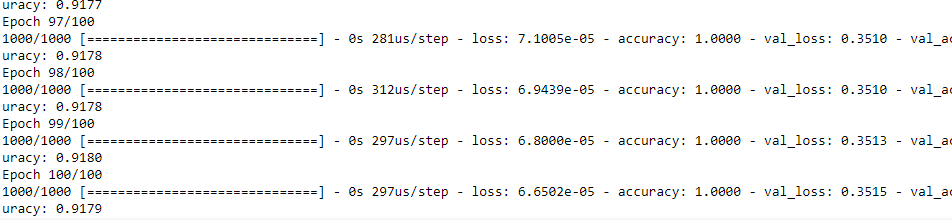 uracy: 0.9177
Epoch 97/100
1000/1000 [==============================] - 0s 281us/step - loss: 7.1005e-05 - accuracy: 1.0000 - val_loss: 0.3510 - val_ac
uracy: 0.9178
Epoch 98/100
1000/1000 [==============================] - 0s 312us/step - loss: 6.9439e-05 - accuracy: 1.0000 - val_loss: 0.3510 - val_ac
uracy: 0.9178
Epoch 99/100
1000/1000 [==============================] - 0s 297us/step - loss: 6.8000e-05 - accuracy: 1.0000 - val_loss: 0.3513 - val_ac
uracy: 0.9180
Epoch 100/100
1000/1000 [==============================] - 0s 297us/step - loss: 6.6502e-05 - accuracy: 1.0000 - val_loss: 0.3515 - val_ac
uracy: 0.9179